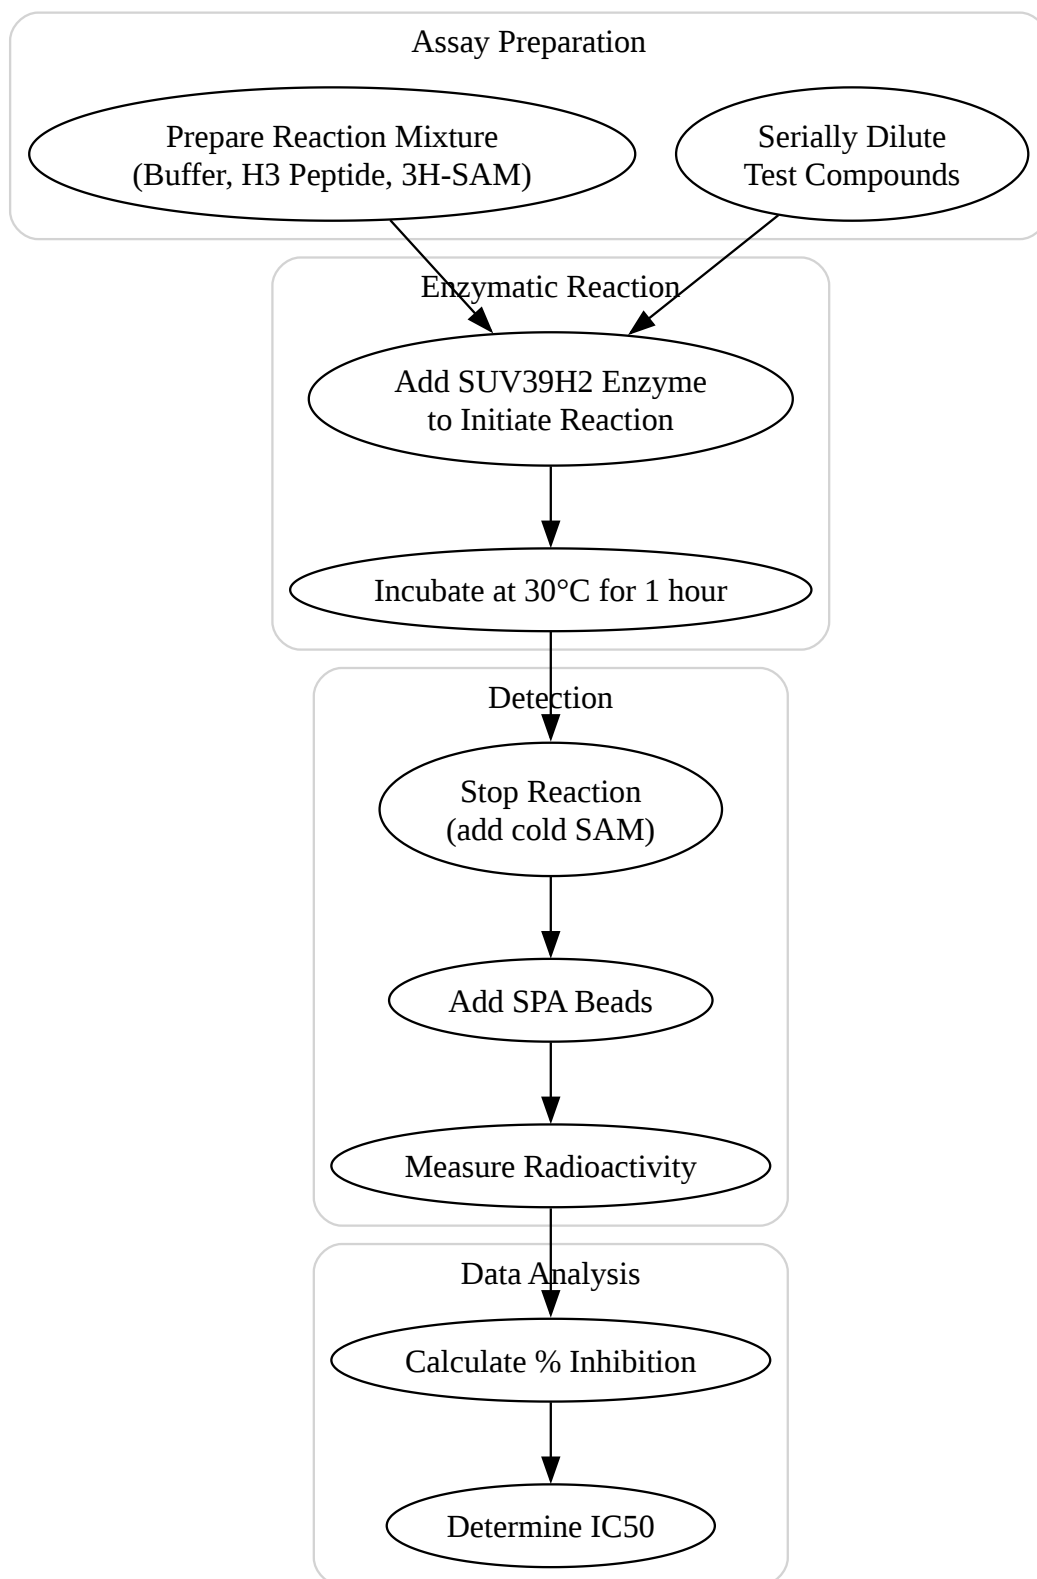 Assay Preparation
Prepare Reaction Mixture
(Buffer, H3 Peptide, 3H-SAM)
Serially Dilute
Test Compounds
Enzymatic Reaction
Add SUV39H2 Enzyme
to Initiate Reaction
Incubate at 30°C for 1 hour
Detection
Stop Reaction
(add cold SAM)
Add SPA Beads
Measure Radioactivity
Data Analysis
Calculate % Inhibition
Determine IC50